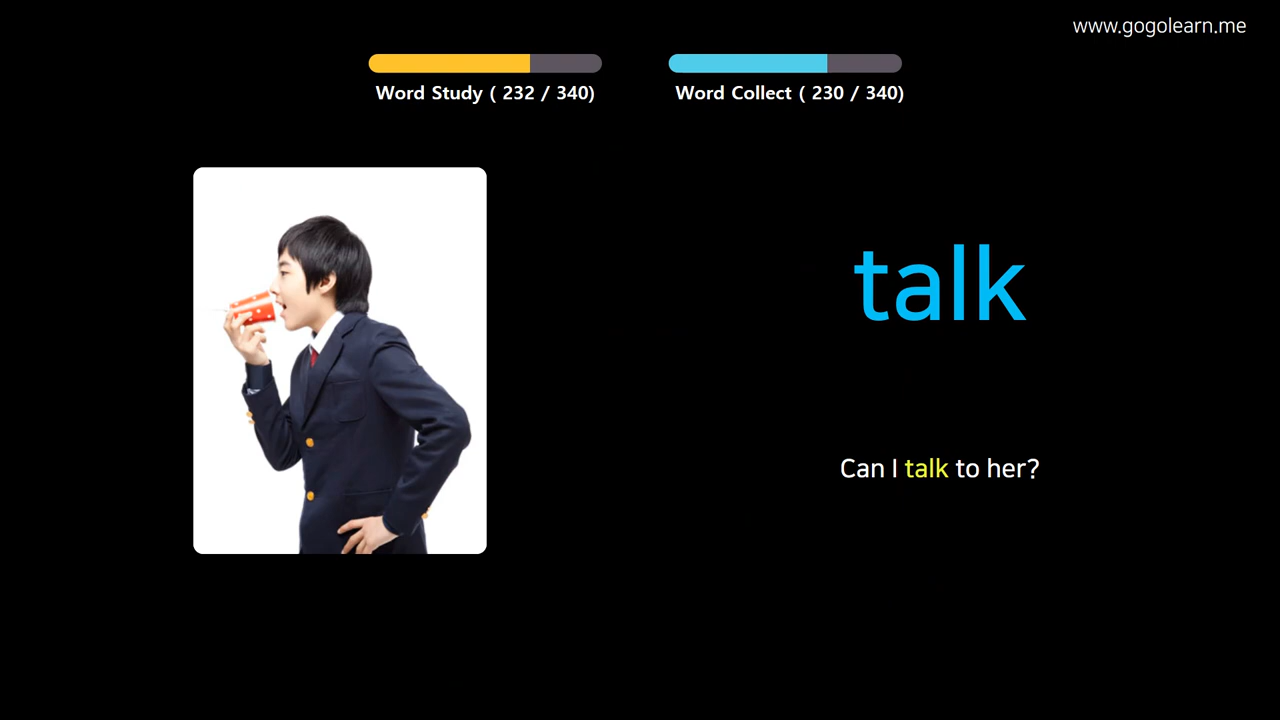 www.gogolearn.me
Word Study ( 232 / 340)
Word Collect ( 230 / 340)
talk
Can I talk to her?